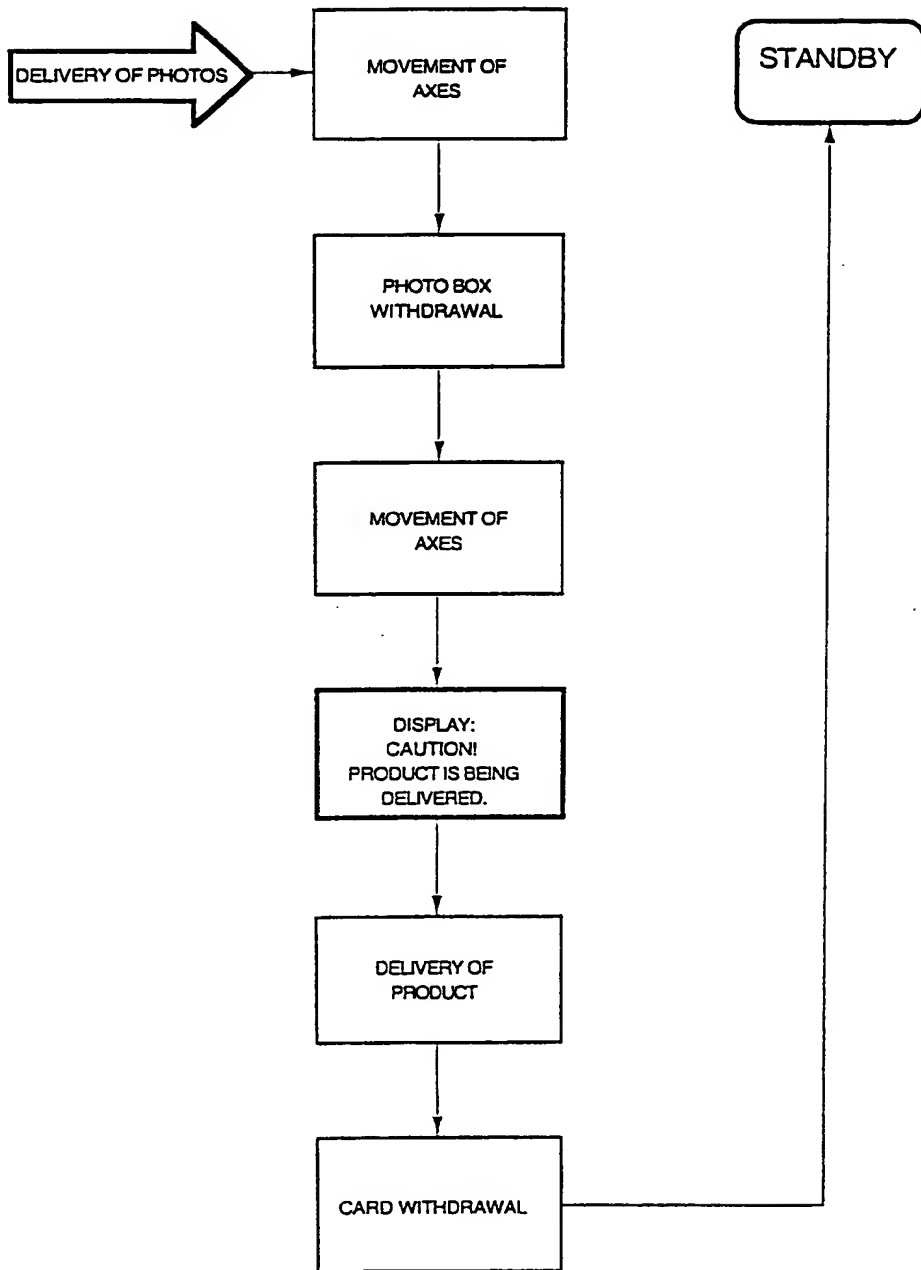 DELIVERY OF PHOTOS
MOVEMENT OF
AXES
STANDBY
PHOTO BOX
WITHDRAWAL
MOVEMENT OF
AXES
DISPLAY:
CAUTION!
PRODUCT IS BEING
DELIVERED.
DELIVERY OF
PRODUCT
CARD WITHDRAWAL